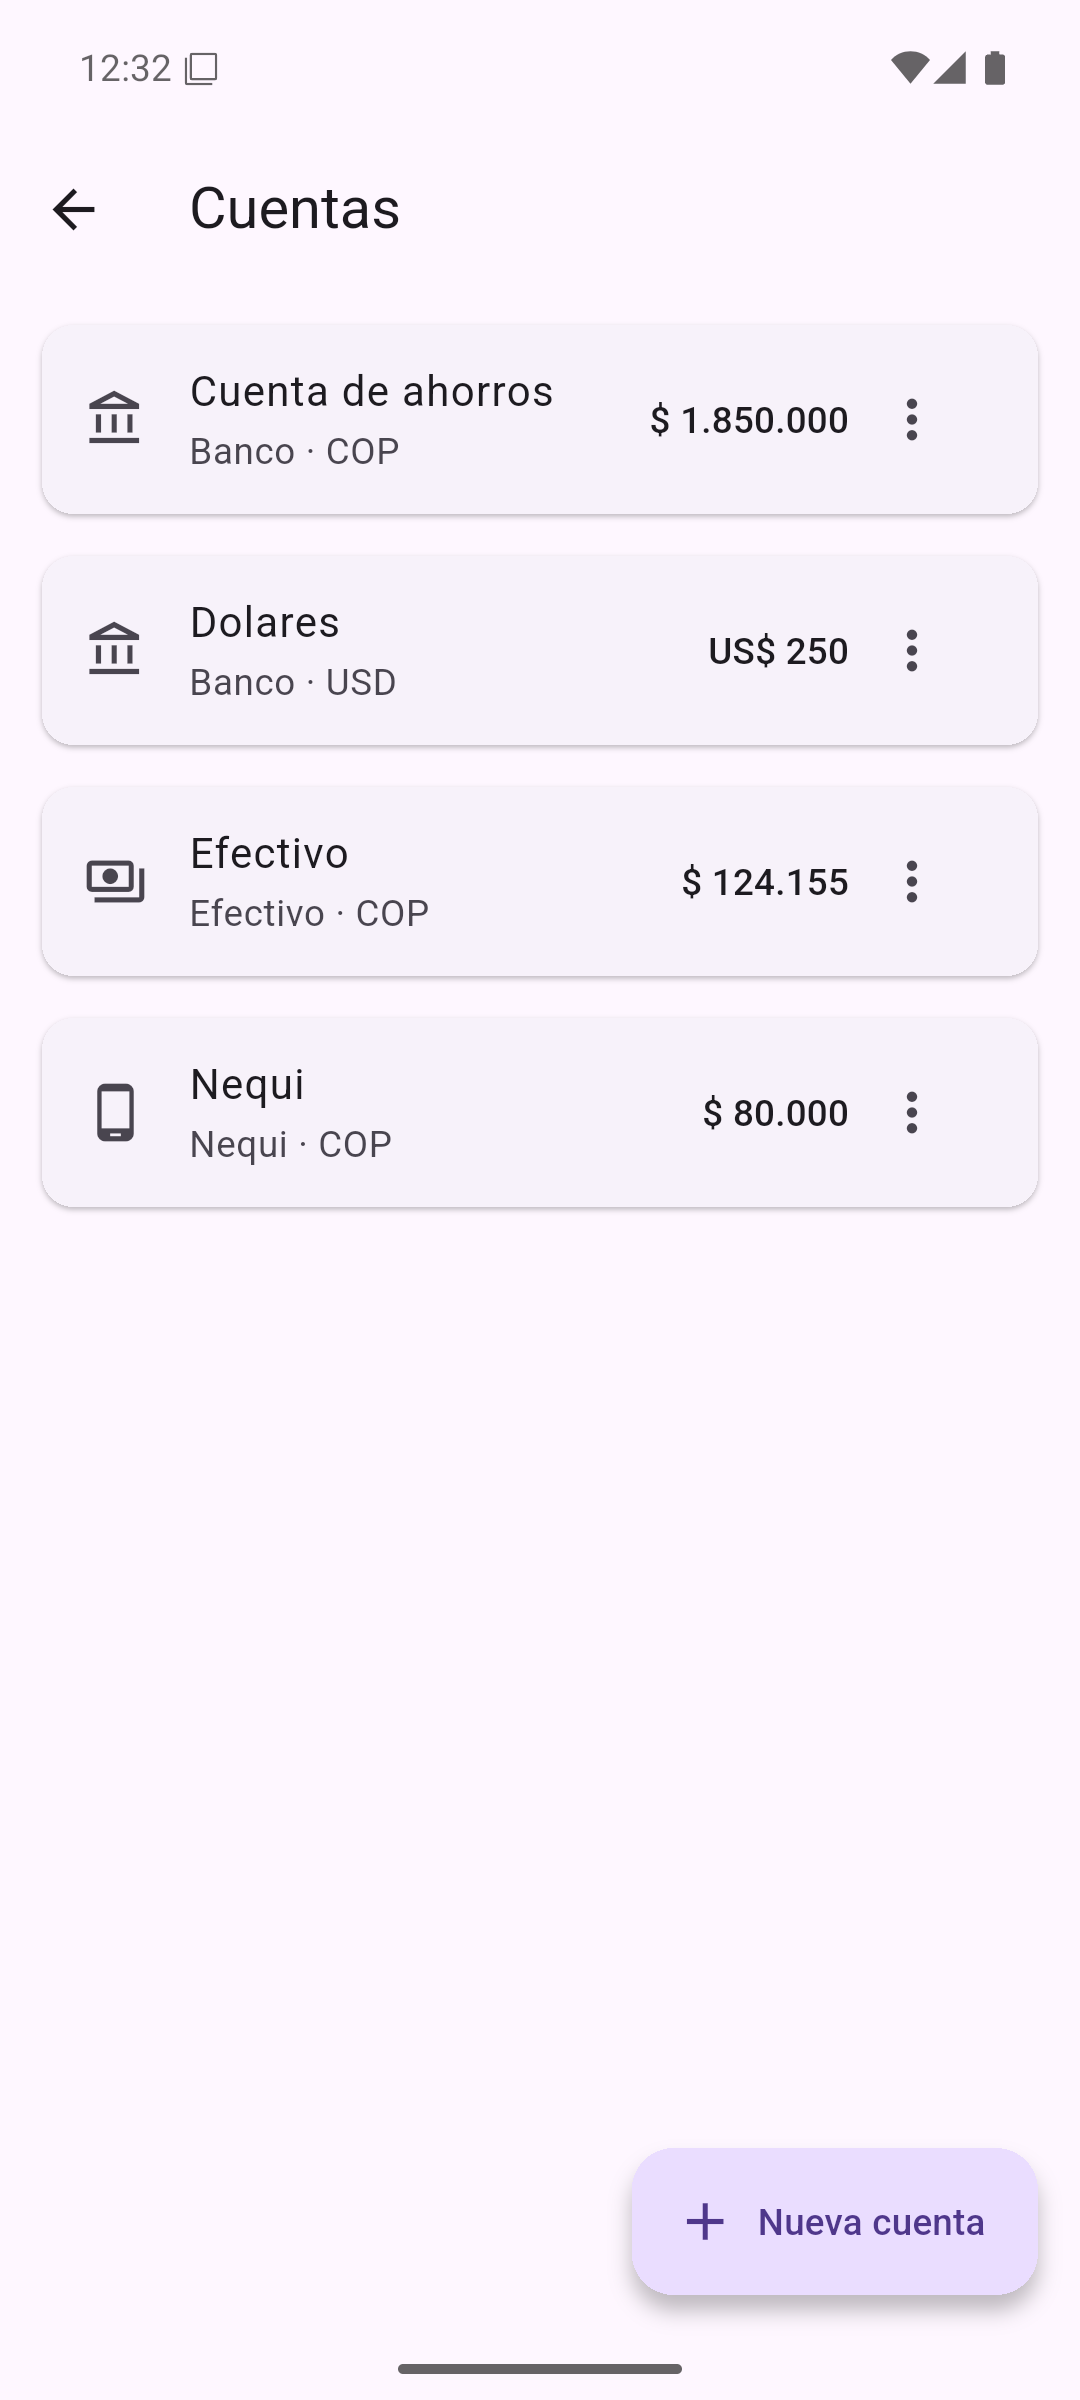 12:32
Cuentas
Cuenta de ahorros
Banco · COP
$ 1.850.000
Dolares
Banco · USD
US$ 250
Efectivo
Efectivo · COP
$ 124.155
Nequi
Nequi · COP
$ 80.000
Nueva cuenta